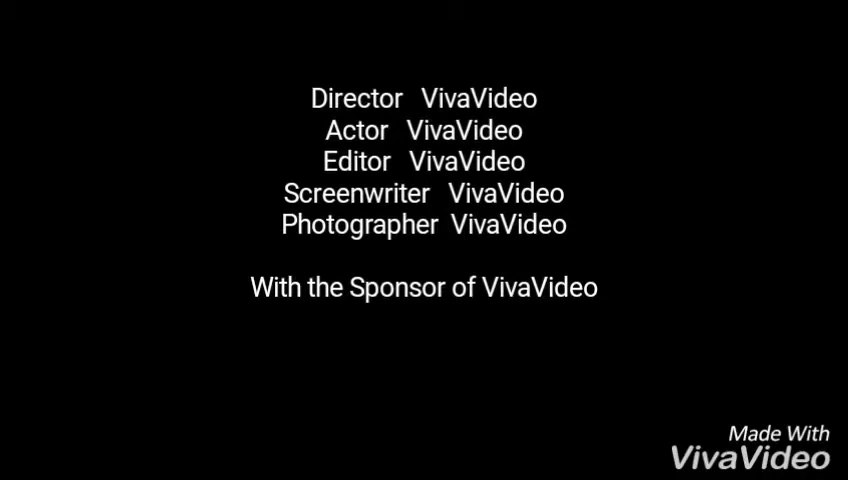 Director VivaVideo
Actor VivaVideo
Editor VivaVideo
Screenwriter VivaVideo
Photographer VivaVideo
With the Sponsor of VivaVideo
Made With
VivaVideo